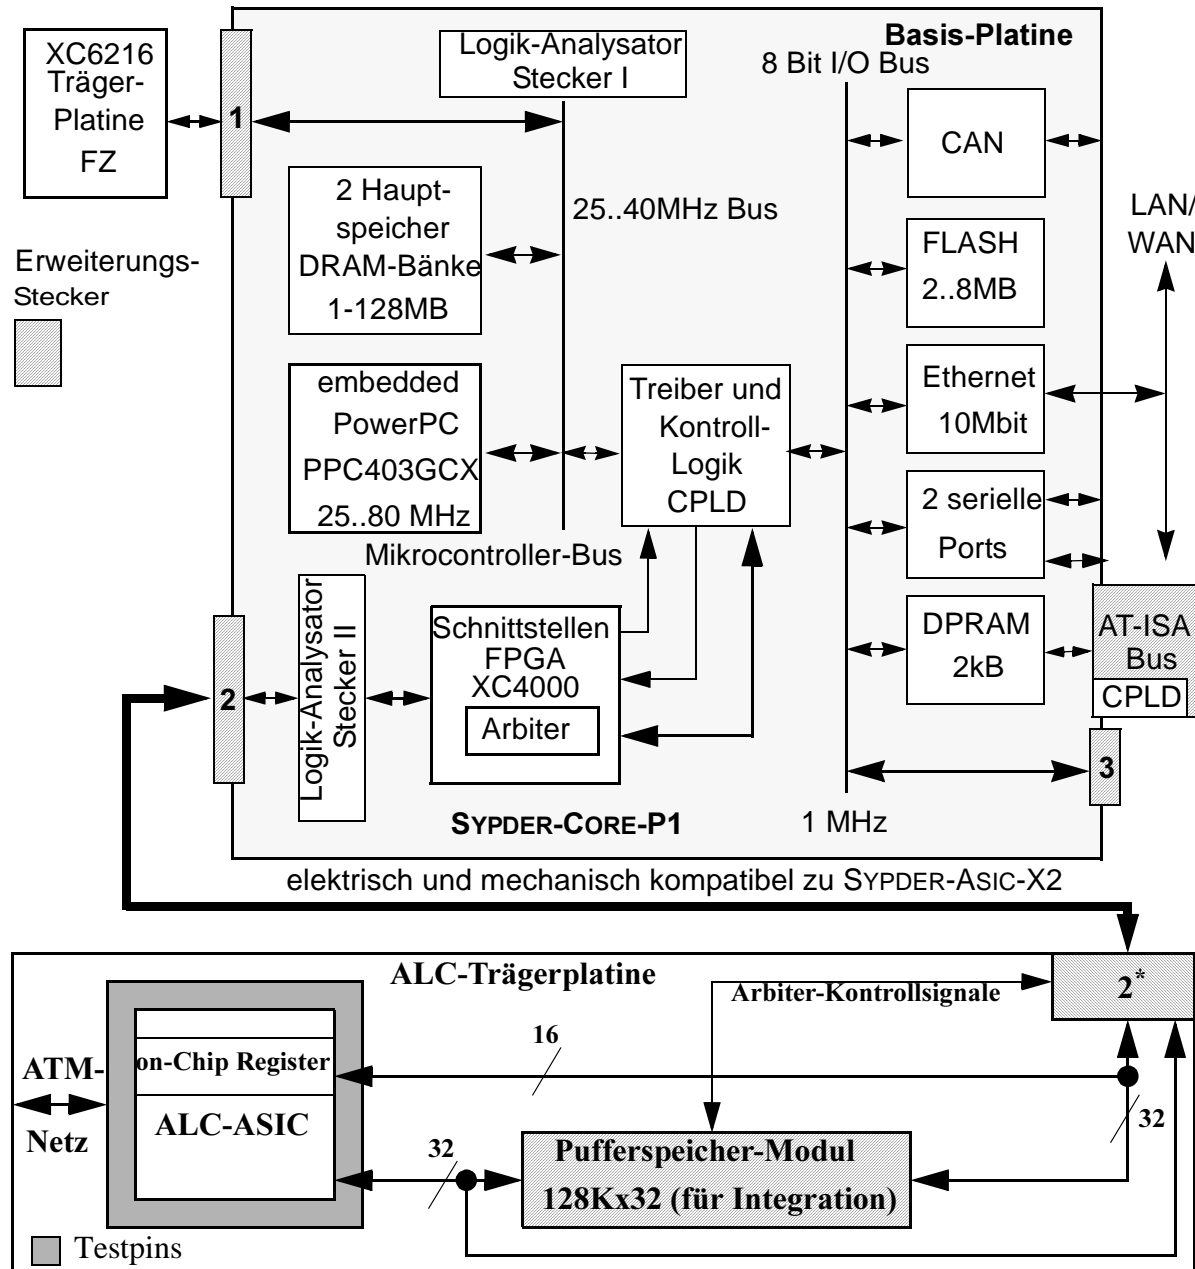 XC6216
Träger-
Platine
FZ
1
Logik-Analysator
Stecker I
Basis-Platine
8 Bit I/O Bus
CAN
2 Haupt-
speicher
DRAM-Bänke
1-128MB
25..40MHz Bus
FLASH
2..8MB
LAN/
WAN
Erweiterungs-
Stecker
embedded
PowerPC
PPC403GCX
25..80 MHz
Treiber und
Kontroll-
Logik
CPLD
Ethernet
10Mbit
2 serielle
Ports
Mikrocontroller-Bus
2
Logik-Analysator
Stecker II
Schnittstellen
FPGA
XC4000
Arbiter
DPRAM
2kB
AT-ISA
Bus
CPLD
3
SYPDER-CORE-P1
1 MHz
elektrisch und mechanisch kompatibel zu SYPDER-ASIC-X2
ALC-Trägerplatine
Arbiter-Kontrollsignale
2*
16
on-Chip Register
ATM-
Netz
ALC-ASIC
32
32
Pufferspeicher-Modul
128Kx32 (für Integration)
Testpins